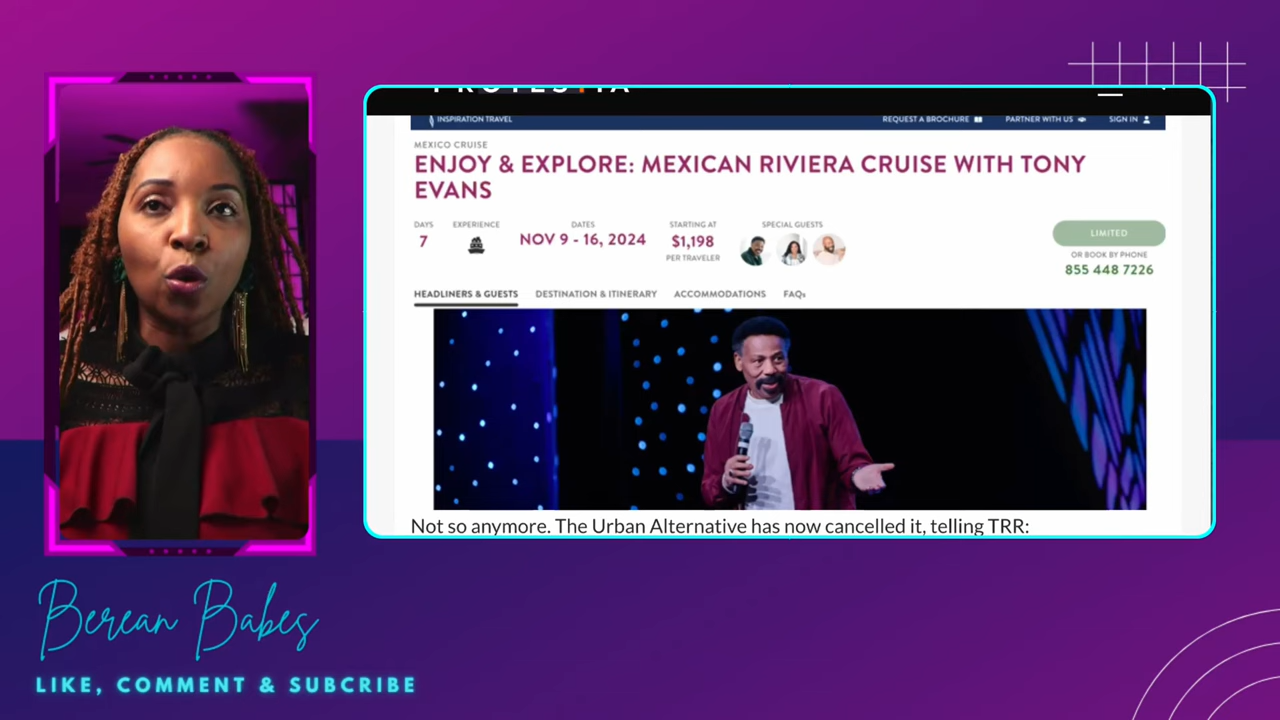 INSPIRATION TRAVEL
REQUEST A BROCHURE
PARTNER WITH US
SIGN IN
MEXICO CRUISE
ENJOY & EXPLORE: MEXICAN RIVIERA CRUISE WITH TONY
EVANS
DAYS
7
EXPERIENCE
DATES
NOV 9 - 16, 2024
STARTING AT
$1,198
PER TRAVELER
SPECIAL GUESTS
LIMITED
OR BOOK BY PHONE
855 448 7226
HEADLINERS & GUESTS
DESTINATION & ITINERARY
ACCOMMODATIONS
FAQs
Not so anymore. The Urban Alternative has now cancelled it, telling TRR:
Berean Babes
LIKE, COMMENT & SUBCRIBE